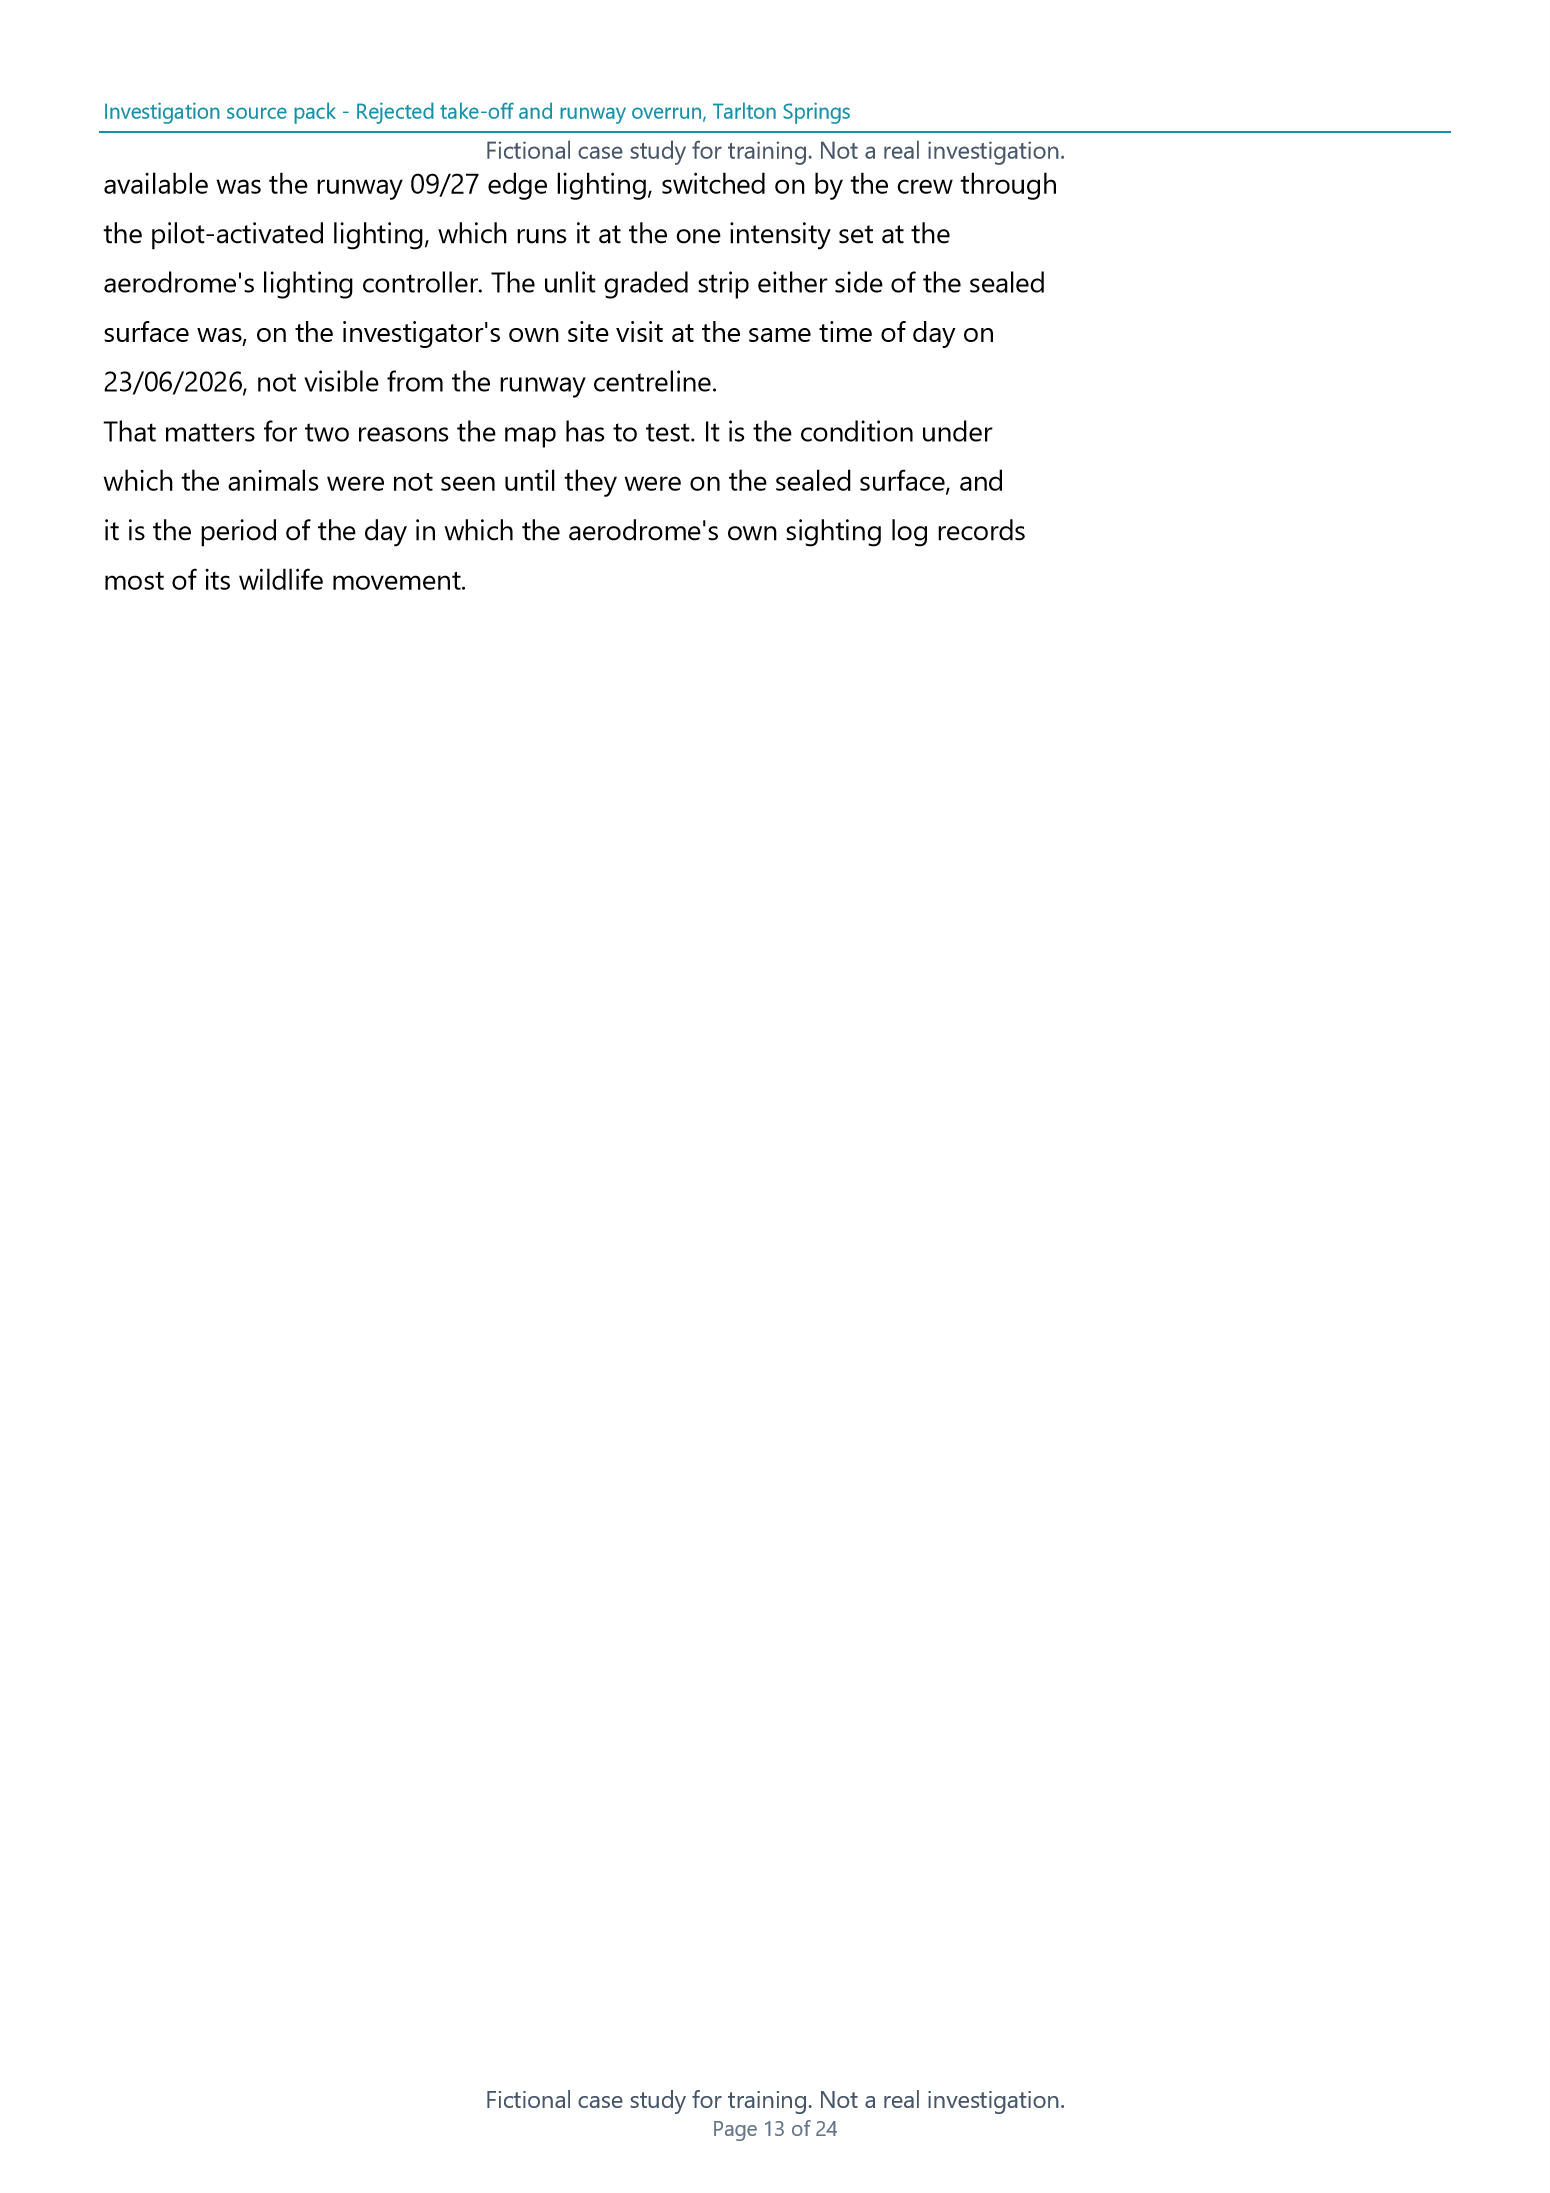 Investigation source pack - Rejected take-off and runway overrun, Tarlton Springs
Fictional case study for training. Not a real investigation.
available was the runway 09/27 edge lighting, switched on by the crew through
the pilot-activated lighting, which runs it at the one intensity set at the
aerodrome's lighting controller. The unlit graded strip either side of the sealed
surface was, on the investigator's own site visit at the same time of day on
23/06/2026, not visible from the runway centreline.
That matters for two reasons the map has to test. It is the condition under
which the animals were not seen until they were on the sealed surface, and
it is the period of the day in which the aerodrome's own sighting log records
most of its wildlife movement.
Fictional case study for training. Not a real investigation.
Page 13 of 24